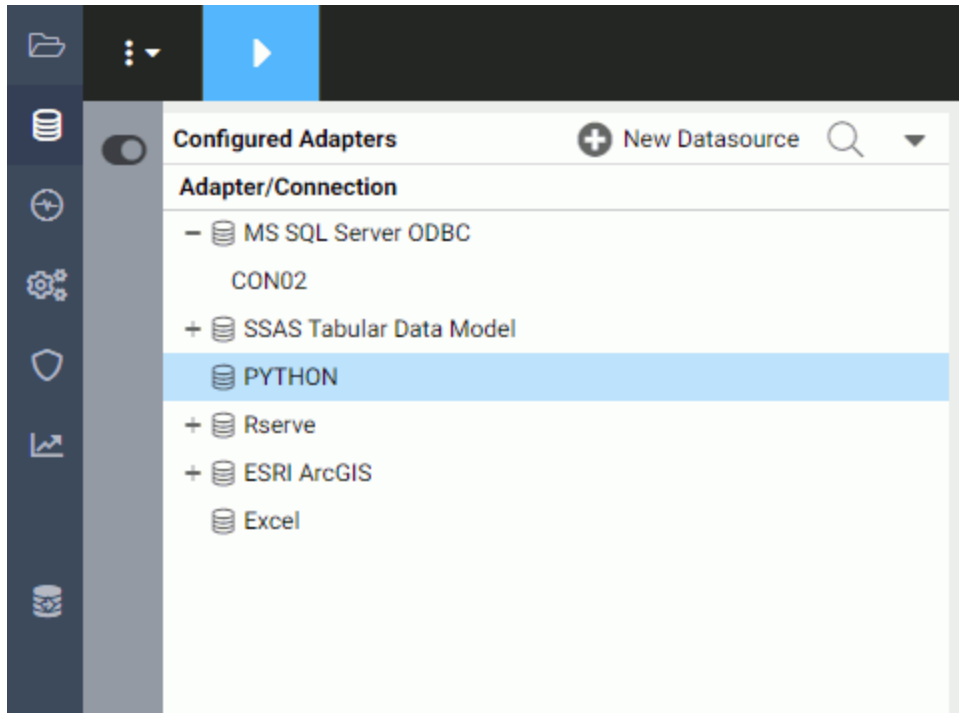 Configured Adapters New Datasource
Adapter/Connection
MS SQL Server ODBC
CON02
SSAS Tabular Data Model
PYTHON
Rserve
ESRI ArcGIS
Excel